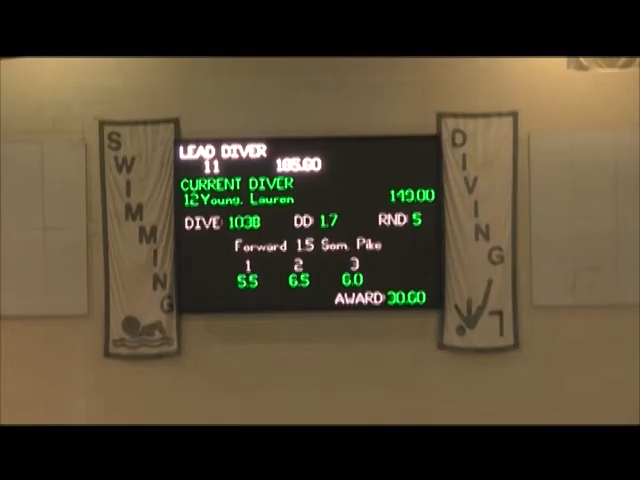 SWIMMING
LEAD DIVER
11 185.60
CURRENT DIVER
12 Young, Lauren 149.00
DIVE 103B DD 1.7 RND 5
Forward 1.5 Som. Pike
1 2 3
5.5 6.5 6.0
AWARD 30.60
DIVING